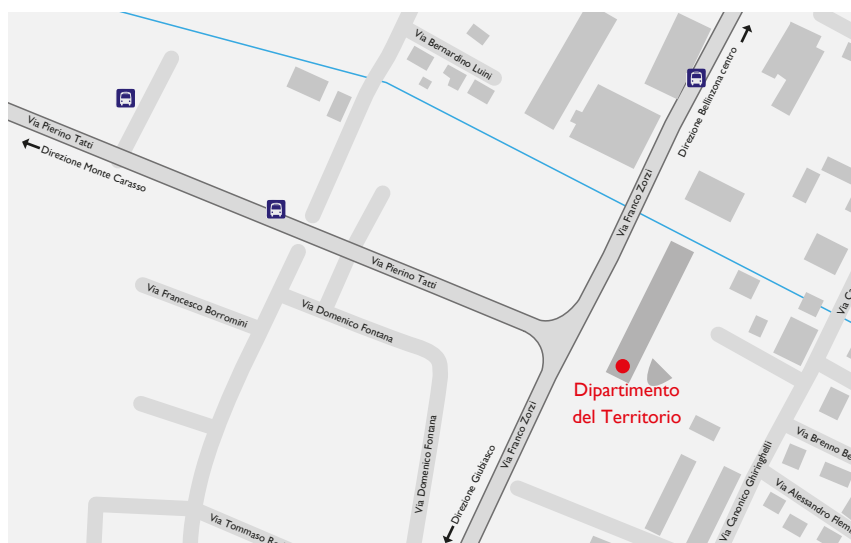 Via Bernardino Luini
Direzione Bellinzona centro
Via Pierino Tatti
Direzione Monte Carasso
Via Franco Zorzi
Via Pierino Tatti
Via Francesco Borromini
Via Domenico Fontana
Dipartimento
del Territorio
Via Franco Zorzi
Via Domenico Fontana
Direzione Giubiasco
Via Canonico Ghiringhelli
Via Brenno
Via Alessandro
Via Tommaso
Via